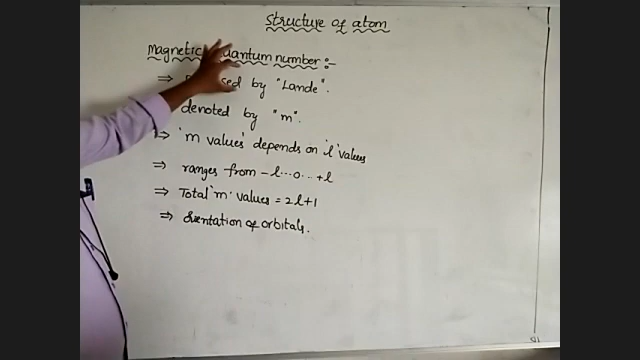 Structure of atom
Magnetic Quantum number :-
⇒ by "Lande".
denoted by "m".
⇒ 'm values' depends on 'l' values
⇒ ranges from -l...0...+l
⇒ Total 'm' values = 2l+1
⇒ Orientation of orbitals.